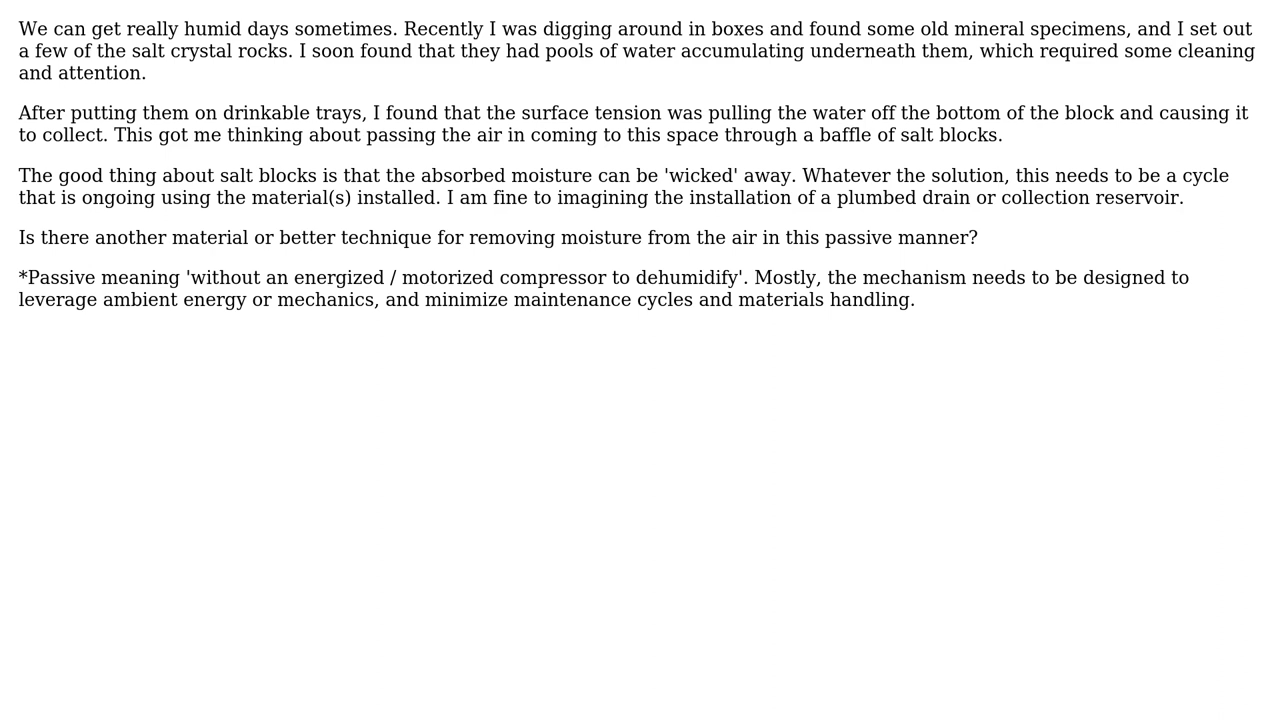 We can get really humid days sometimes. Recently I was digging around in boxes and found some old mineral specimens, and I set out
a few of the salt crystal rocks. I soon found that they had pools of water accumulating underneath them, which required some cleaning
and attention.
After putting them on drinkable trays, I found that the surface tension was pulling the water off the bottom of the block and causing it
to collect. This got me thinking about passing the air in coming to this space through a baffle of salt blocks.
The good thing about salt blocks is that the absorbed moisture can be 'wicked' away. Whatever the solution, this needs to be a cycle
that is ongoing using the material(s) installed. I am fine to imagining the installation of a plumbed drain or collection reservoir.
Is there another material or better technique for removing moisture from the air in this passive manner?
*Passive meaning 'without an energized / motorized compressor to dehumidify'. Mostly, the mechanism needs to be designed to
leverage ambient energy or mechanics, and minimize maintenance cycles and materials handling.